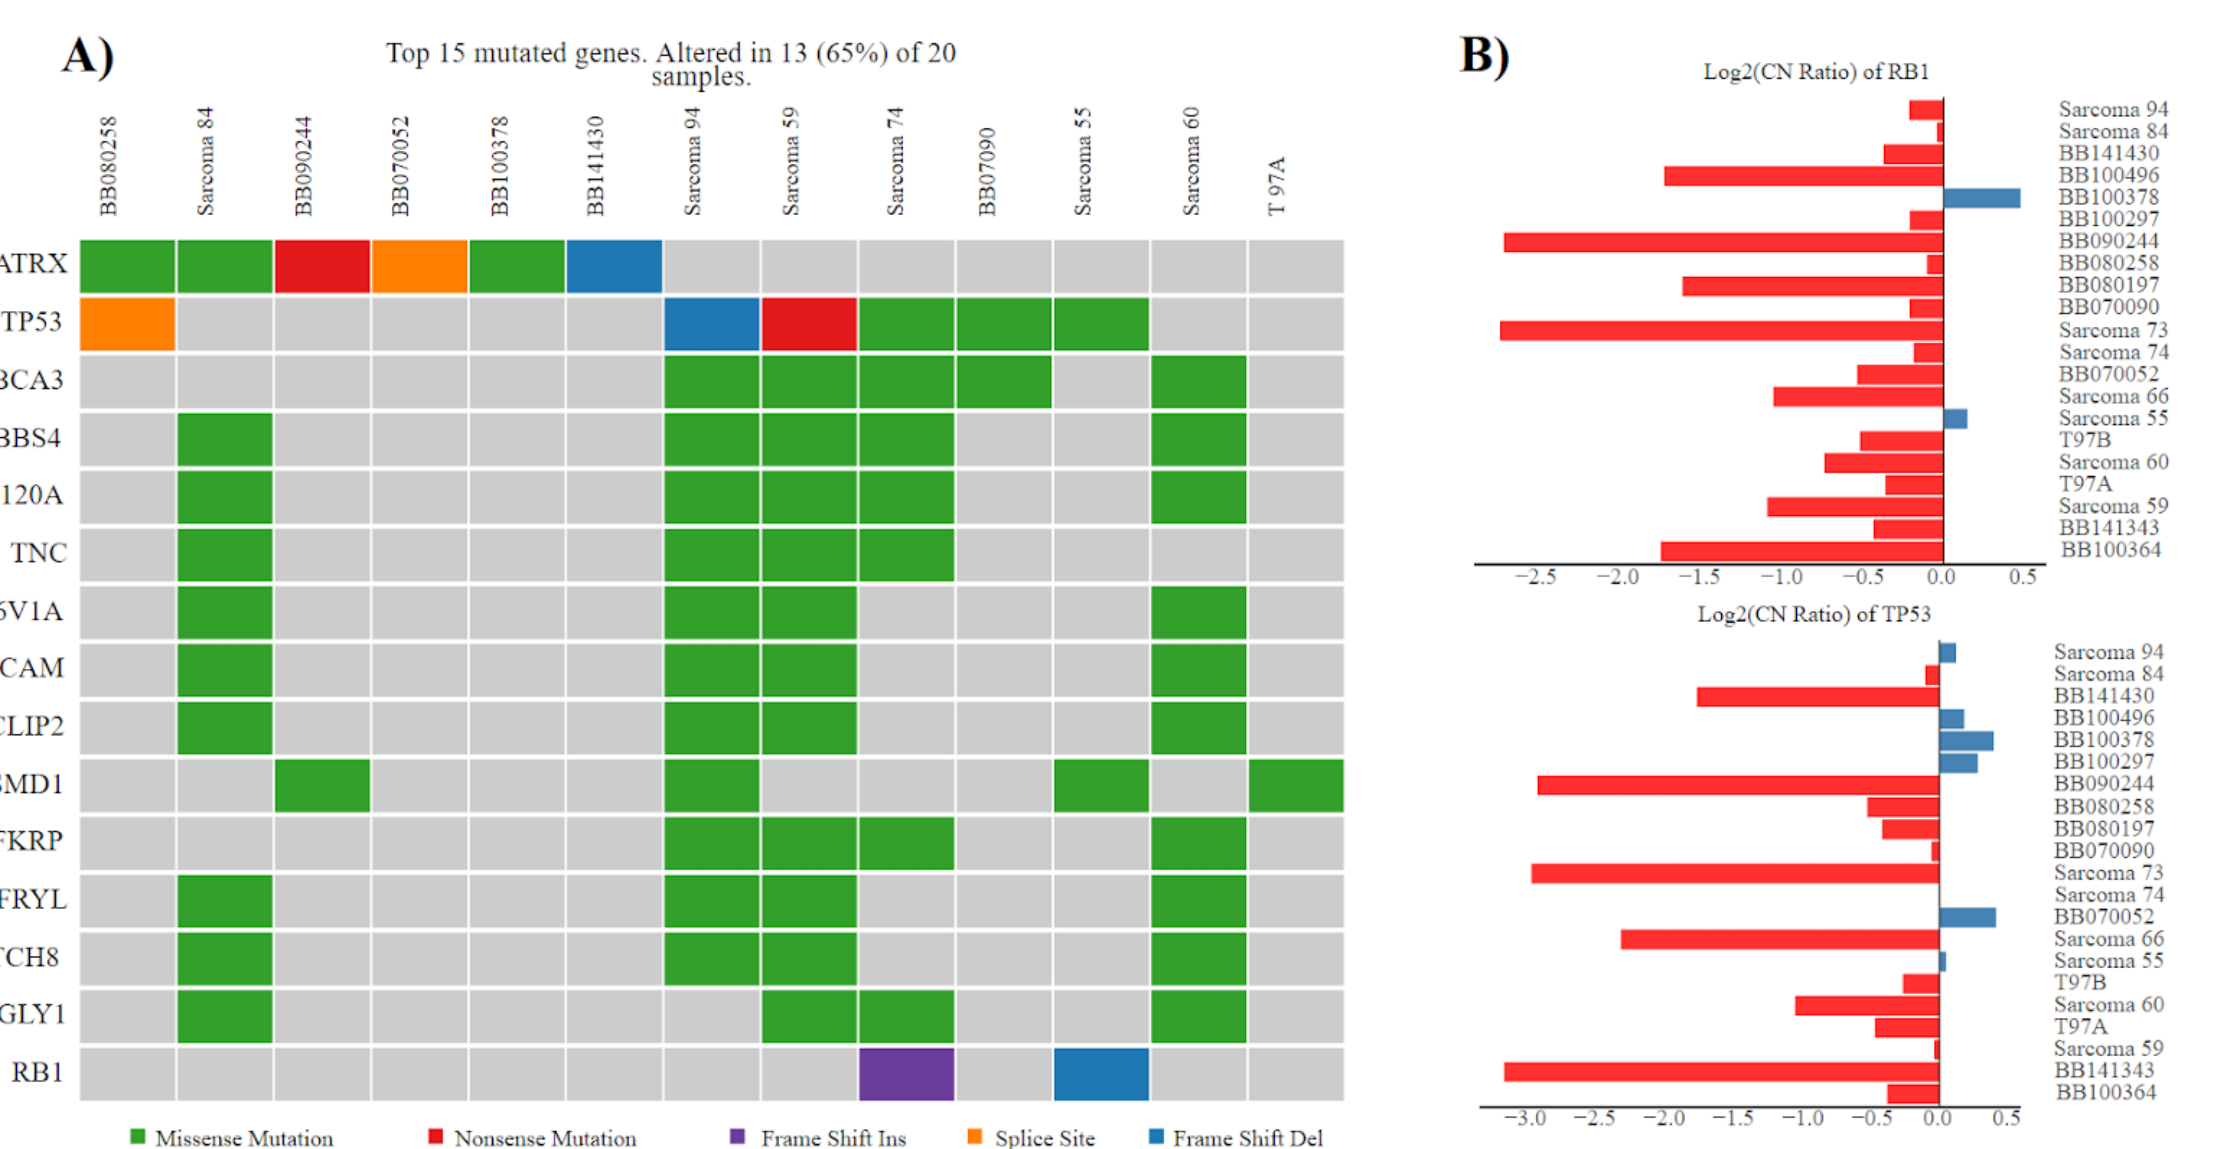 A)
Top 15 mutated genes. Altered in 13 (65%) of 20
samples.
BB080258
Sarcoma 84
BB090244
BB070052
BB100378
BB141430
Sarcoma 94
Sarcoma 59
Sarcoma 74
BB07090
Sarcoma 55
Sarcoma 60
T 97A
ATRX
TP53
BCA3
BBS4
120A
TNC
6V1A
CAM
CLIP2
SMD1
FKRP
FRYL
TCH8
GLY1
RB1
Missense Mutation
Nonsense Mutation
Frame Shift Ins
Splice Site
Frame Shift Del
B)
Log2(CN Ratio) of RB1
Sarcoma 94
Sarcoma 84
BB141430
BB100496
BB100378
BB100297
BB090244
BB080258
BB080197
BB070090
Sarcoma 73
Sarcoma 74
BB070052
Sarcoma 66
Sarcoma 55
T97B
Sarcoma 60
T97A
Sarcoma 59
BB141343
BB100364
−2.5 −2.0 −1.5 −1.0 −0.5 0.0 0.5
Log2(CN Ratio) of TP53
Sarcoma 94
Sarcoma 84
BB141430
BB100496
BB100378
BB100297
BB090244
BB080258
BB080197
BB070090
Sarcoma 73
Sarcoma 74
BB070052
Sarcoma 66
Sarcoma 55
T97B
Sarcoma 60
T97A
Sarcoma 59
BB141343
BB100364
−3.0 −2.5 −2.0 −1.5 −1.0 −0.5 0.0 0.5